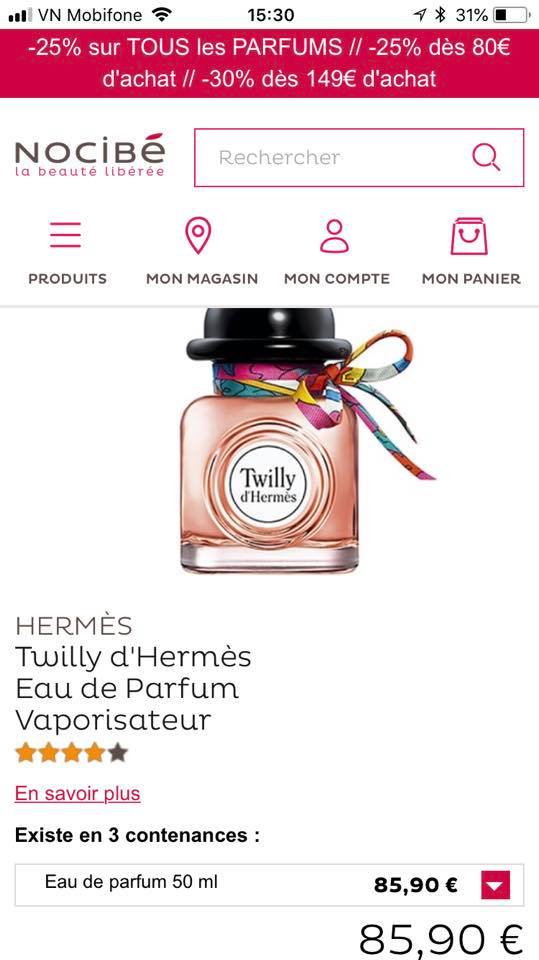 VN Mobifone 15:30 31%
-25% sur TOUS les PARFUMS // -25% dès 80€
d'achat // -30% dès 149€ d'achat
NOCIBÉ
la beauté libérée
Rechercher
PRODUITS MON MAGASIN MON COMPTE MON PANIER
Twilly
d'Hermès
HERMÈS
Twilly d'Hermès
Eau de Parfum
Vaporisateur
En savoir plus
Existe en 3 contenances :
Eau de parfum 50 ml 85,90 €
85,90 €